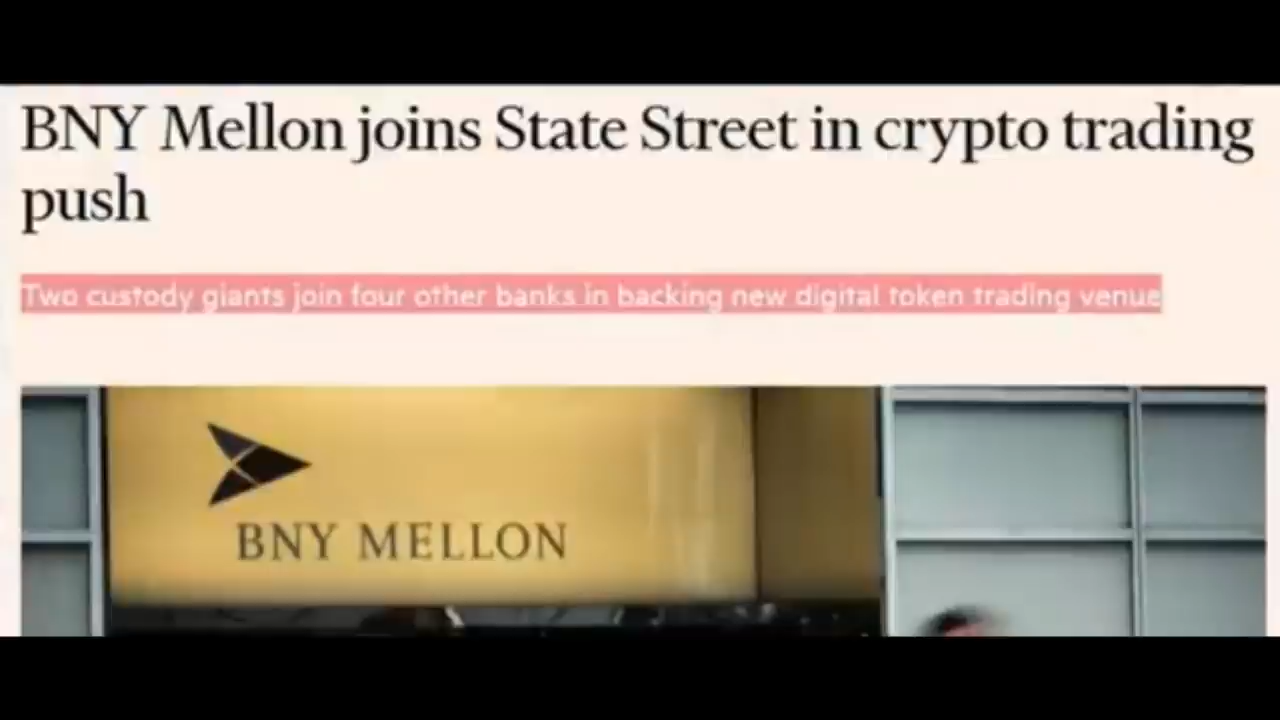 BNY Mellon joins State Street in crypto trading
push
Two custody giants join four other banks in backing new digital token trading venue
BNY MELLON